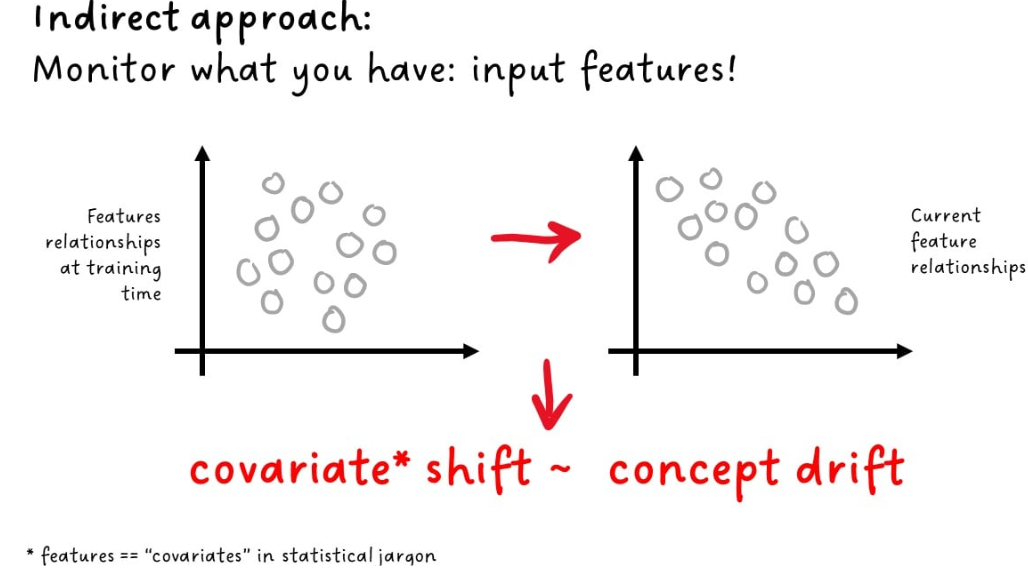 Indirect approach:
Monitor what you have: input features!
Features
relationships
at training
time
Current
feature
relationships
covariate* shift ~ concept drift
* features == "covariates" in statistical jargon